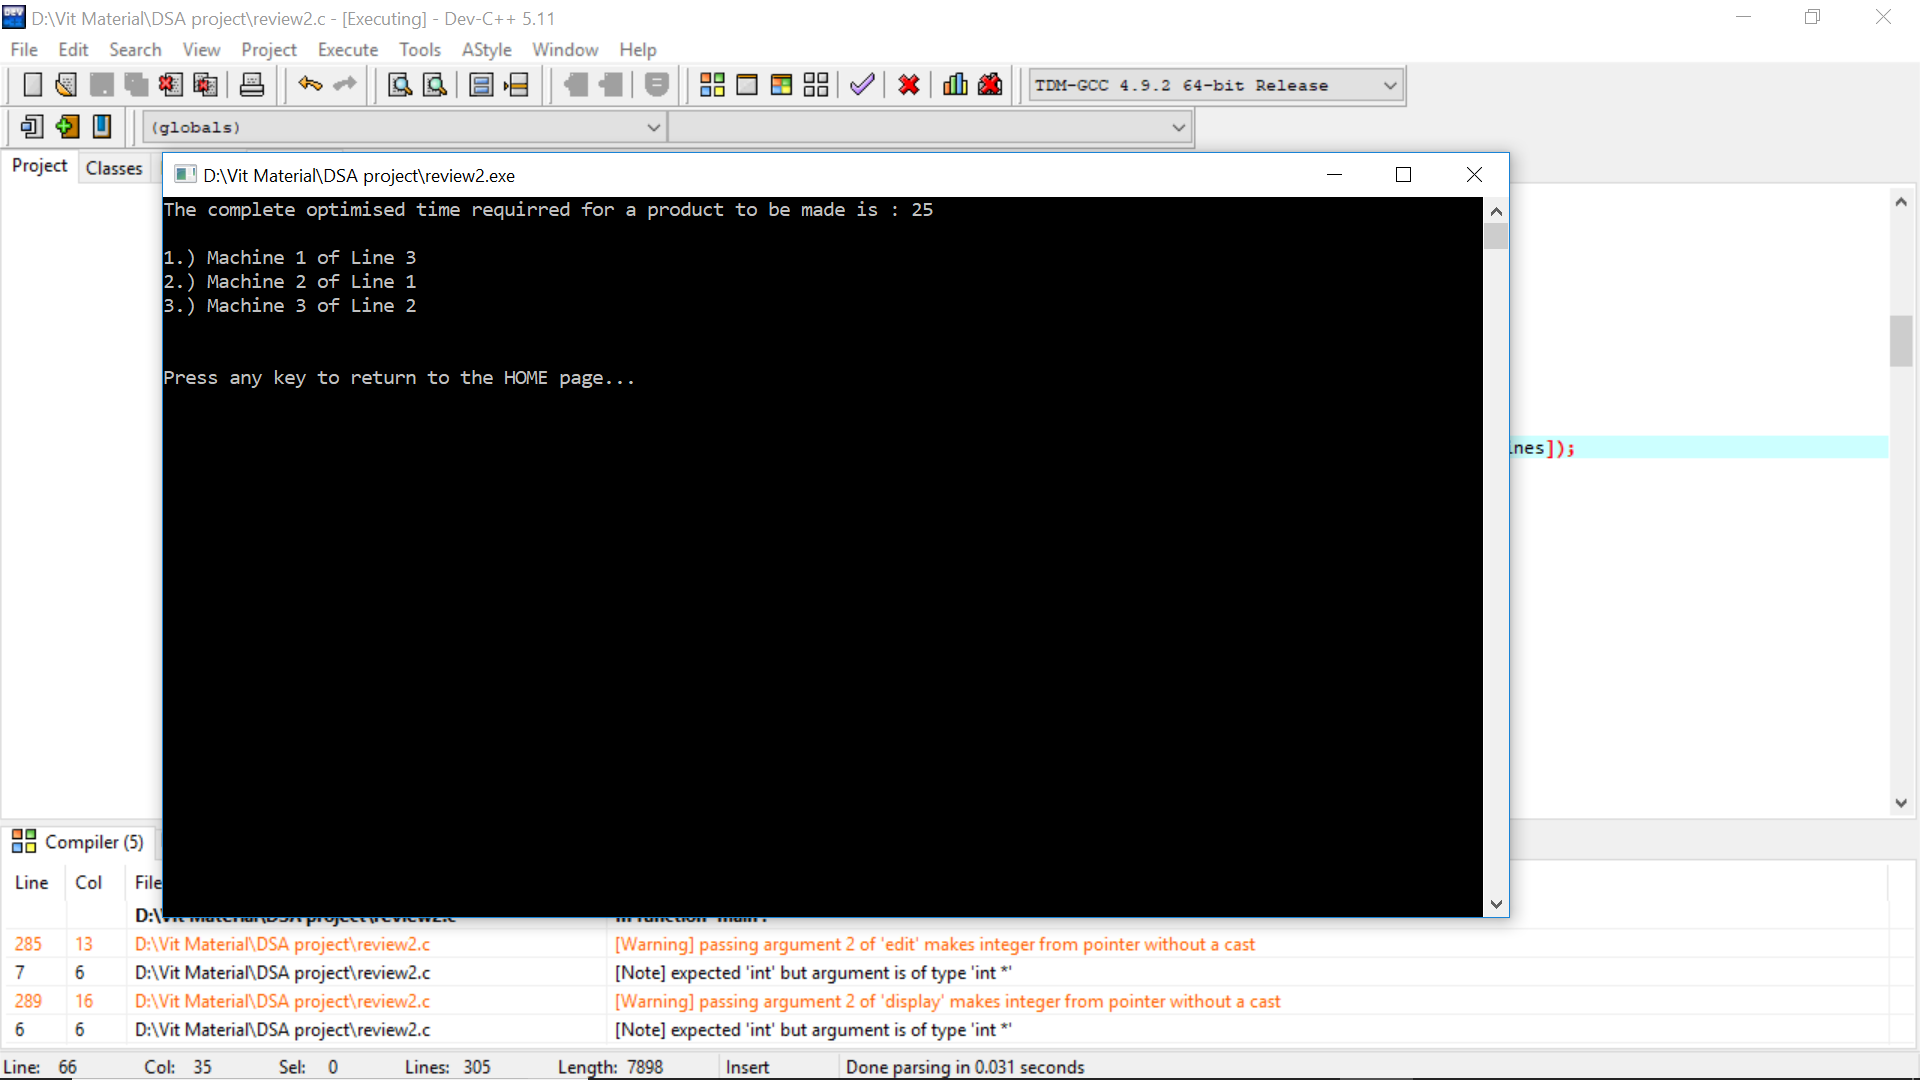 D:\Vit Material\DSA project\review2.c - [Executing] - Dev-C++ 5.11
File Edit Search View Project Execute Tools AStyle Window Help
TDM-GCC 4.9.2 64-bit Release
(globals)
Project Classes
D:\Vit Material\DSA project\review2.exe
The complete optimised time requirred for a product to be made is : 25
1.) Machine 1 of Line 3
2.) Machine 2 of Line 1
3.) Machine 3 of Line 2
Press any key to return to the HOME page...
nes]);
Compiler (5)
Line Col File
D:\Vit Material\DSA project\review2.c In function 'main':
285 13 D:\Vit Material\DSA project\review2.c [Warning] passing argument 2 of 'edit' makes integer from pointer without a cast
7 6 D:\Vit Material\DSA project\review2.c [Note] expected 'int' but argument is of type 'int *'
289 16 D:\Vit Material\DSA project\review2.c [Warning] passing argument 2 of 'display' makes integer from pointer without a cast
6 6 D:\Vit Material\DSA project\review2.c [Note] expected 'int' but argument is of type 'int *'
Line: 66 Col: 35 Sel: 0 Lines: 305 Length: 7898 Insert Done parsing in 0.031 seconds